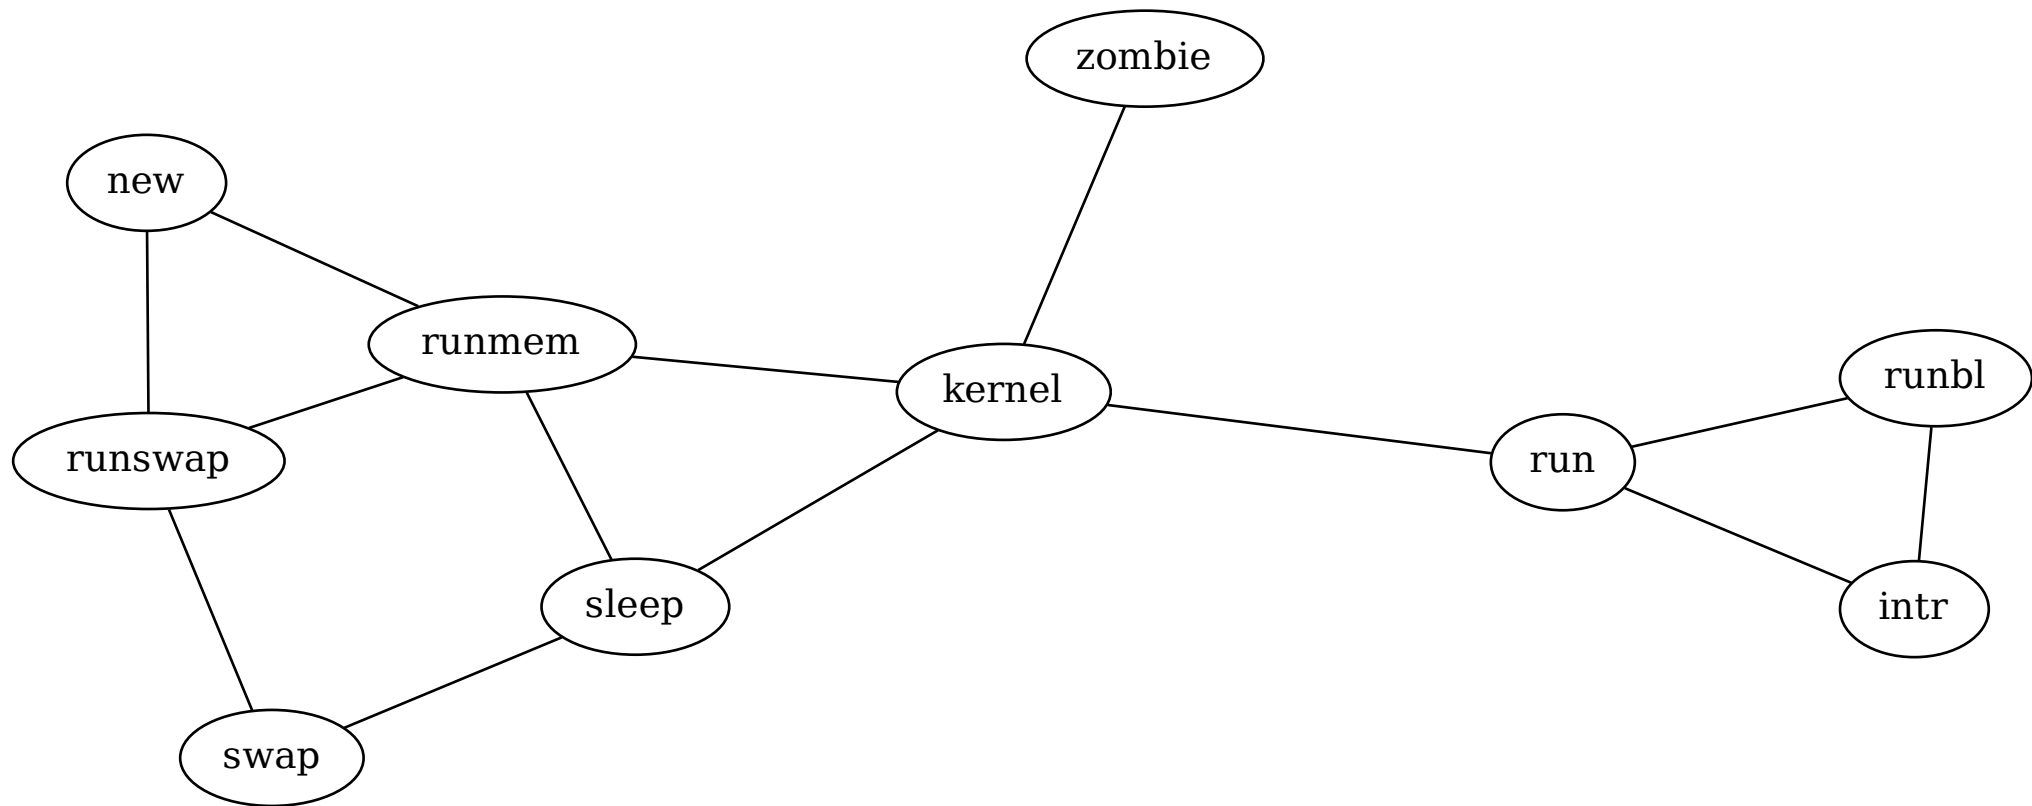 zombie
new
runmem
runbl
kernel
runswap
run
sleep
intr
swap